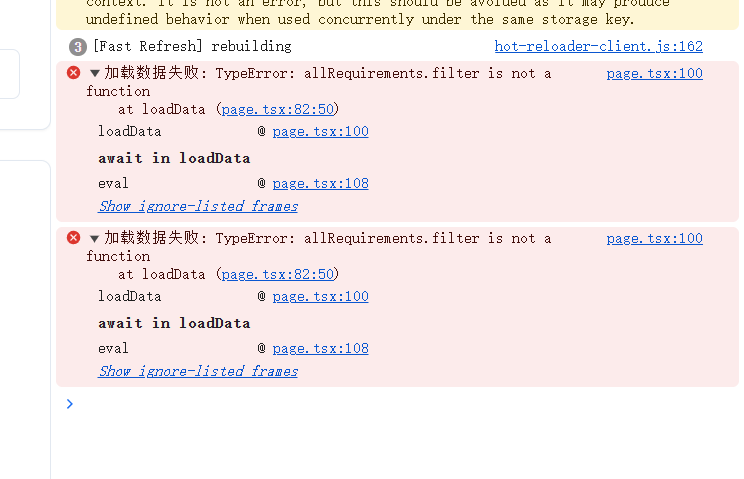 context. It is not an error, but this should be avoided as it may produce
undefined behavior when used concurrently under the same storage key.
3 [Fast Refresh] rebuilding hot-reloader-client.js:162
加载数据失败: TypeError: allRequirements.filter is not a page.tsx:100
function
at loadData (page.tsx:82:50)
loadData @ page.tsx:100
await in loadData
eval @ page.tsx:108
Show ignore-listed frames
加载数据失败: TypeError: allRequirements.filter is not a page.tsx:100
function
at loadData (page.tsx:82:50)
loadData @ page.tsx:100
await in loadData
eval @ page.tsx:108
Show ignore-listed frames